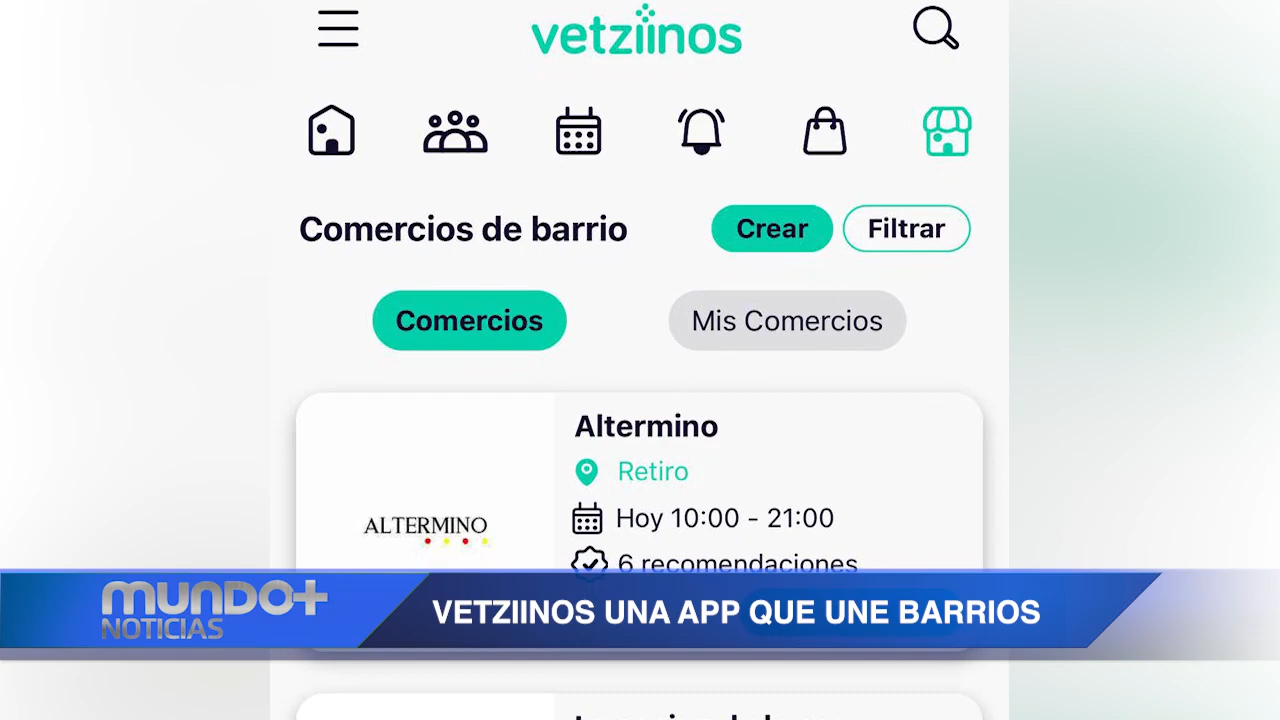 vetziinos
Comercios de barrio
Crear
Filtrar
Comercios
Mis Comercios
Altermino
Retiro
Hoy 10:00 - 21:00
6 recomendaciones
ALTERMINO
MUNDO+
NOTICIAS
VETZIINOS UNA APP QUE UNE BARRIOS